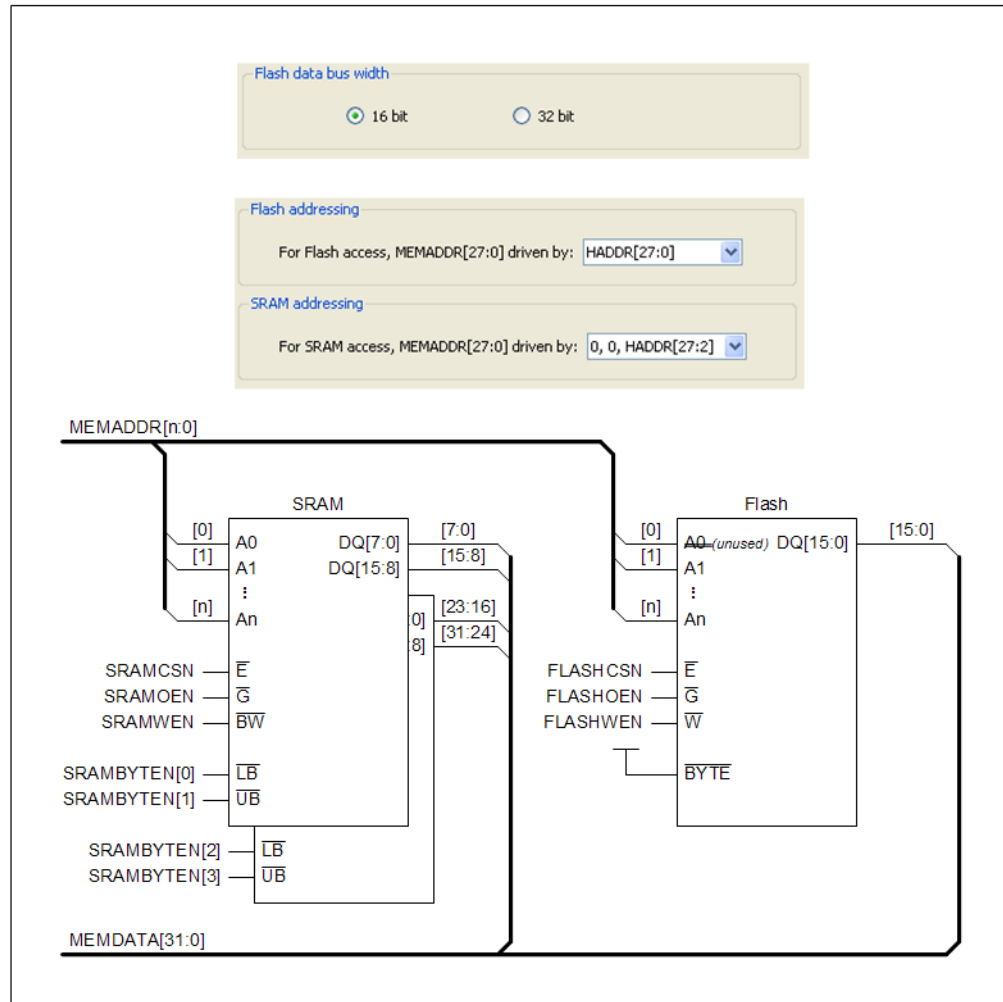 Flash data bus width
16 bit 32 bit
Flash addressing
For Flash access, MEMADDR[27:0] driven by: HADDR[27:0]
SRAM addressing
For SRAM access, MEMADDR[27:0] driven by: 0, 0, HADDR[27:2]
MEMADDR[n:0]
SRAM Flash
[0] A0 DQ[7:0] [7:0] [0] A0 (unused) DQ[15:0] [15:0]
[1] A1 DQ[15:8] [15:8] [1] A1
⋮ ⋮
[n] An :0] [23:16] [n] An
:8] [31:24]
SRAMCSN E FLASHCSN E
SRAMOEN G FLASHOEN G
SRAMWEN BW FLASHWEN W
SRAMBYTEN[0] LB BYTE
SRAMBYTEN[1] UB
SRAMBYTEN[2] LB
SRAMBYTEN[3] UB
MEMDATA[31:0]